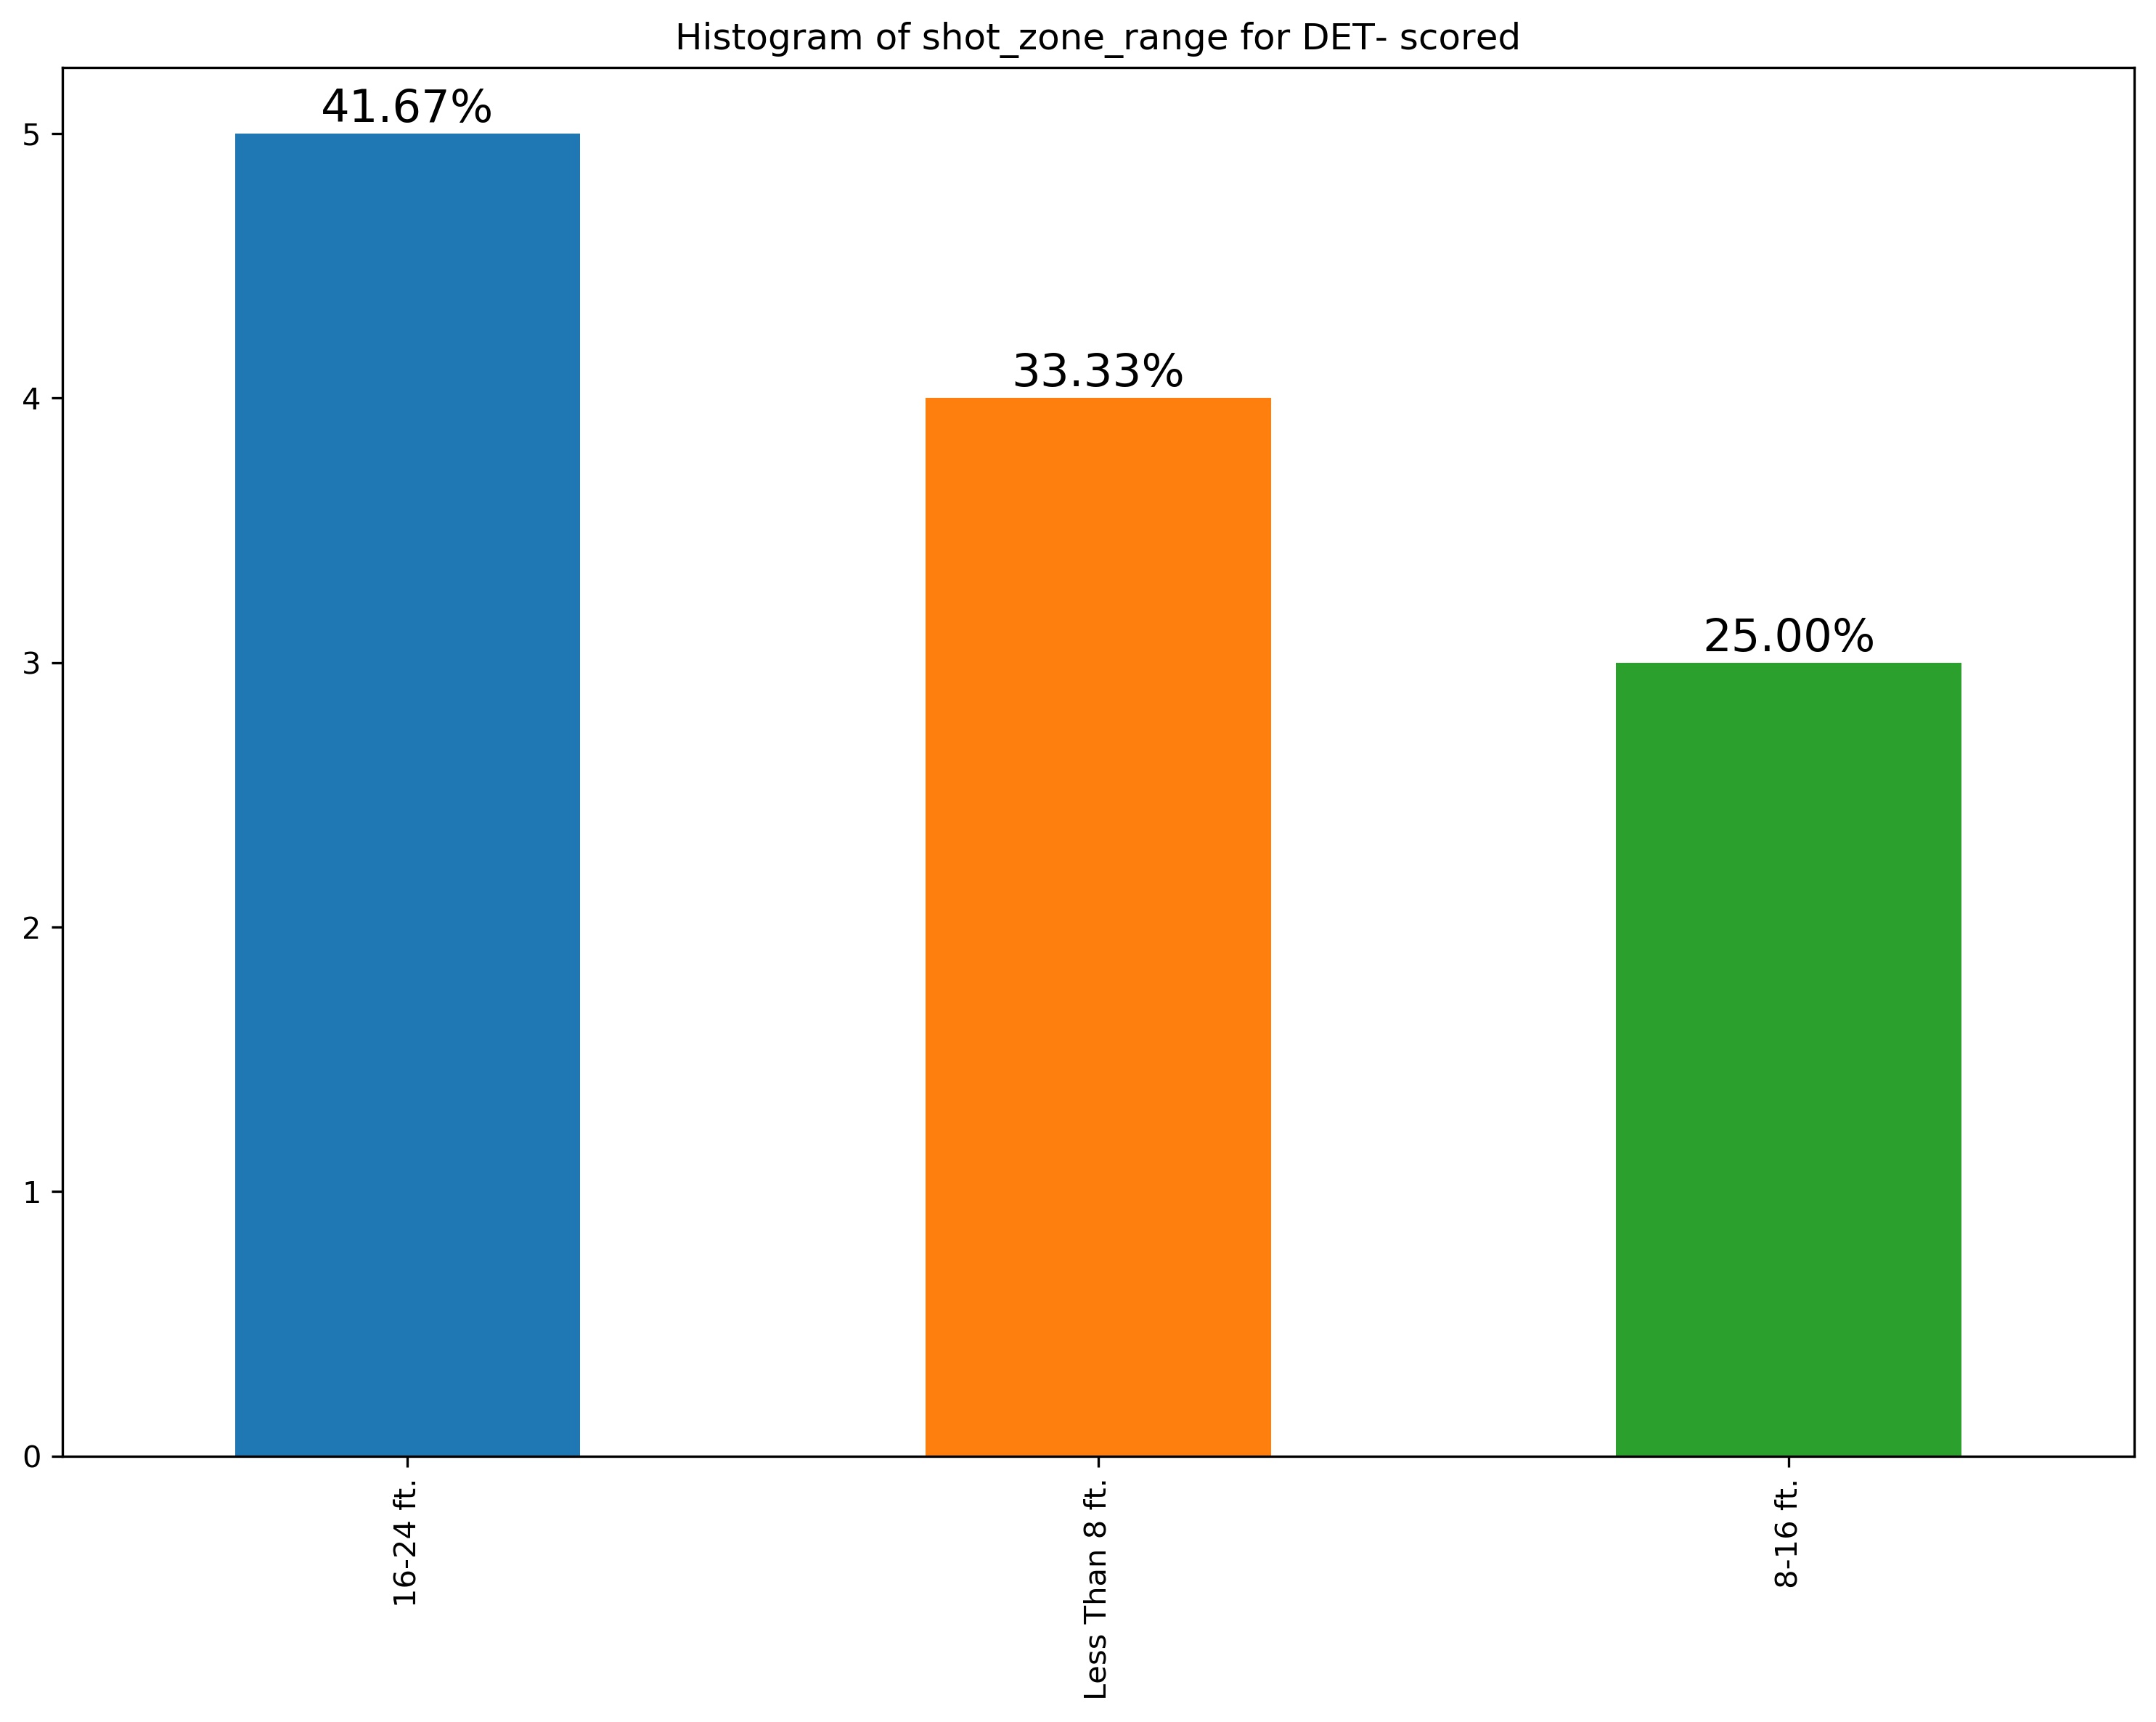 Histogram of shot_zone_range for DET- scored
41.67%
33.33%
25.00%
5
4
3
2
1
0
16-24 ft.
Less Than 8 ft.
8-16 ft.